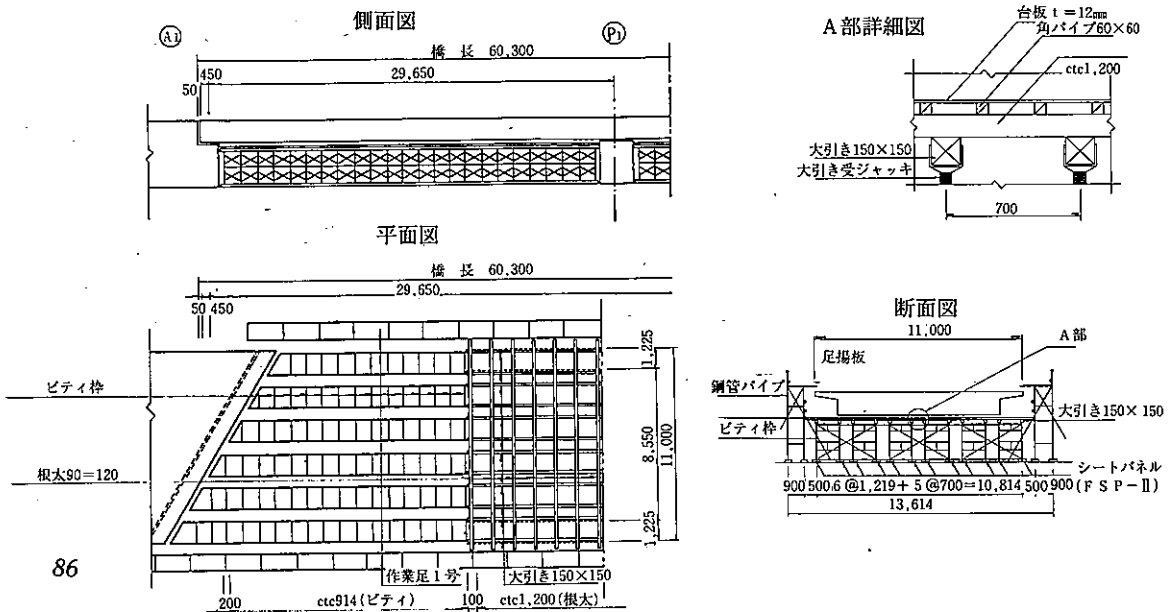 側面図
A1
P1
橋 長 60,300
450
29,650
50
平面図
橋 長 60,300
29,650
50 450
ビティ枠
根太90=120
1,225
8,550
11,000
1,225
作業足1号
大引き150×150
200
ctc914(ビティ)
100
ctc1,200(根太)
86
A部詳細図
台板 t=12㎜
角パイプ60×60
ctc1,200
大引き150×150
大引き受ジャッキ
700
断面図
11,000
A部
足揚板
鋼管パイプ
大引き150×150
ビティ枠
シートパネル
(FSP-Ⅱ)
900 500 6 @1,219+5 @700=10,814 500 900
13,614